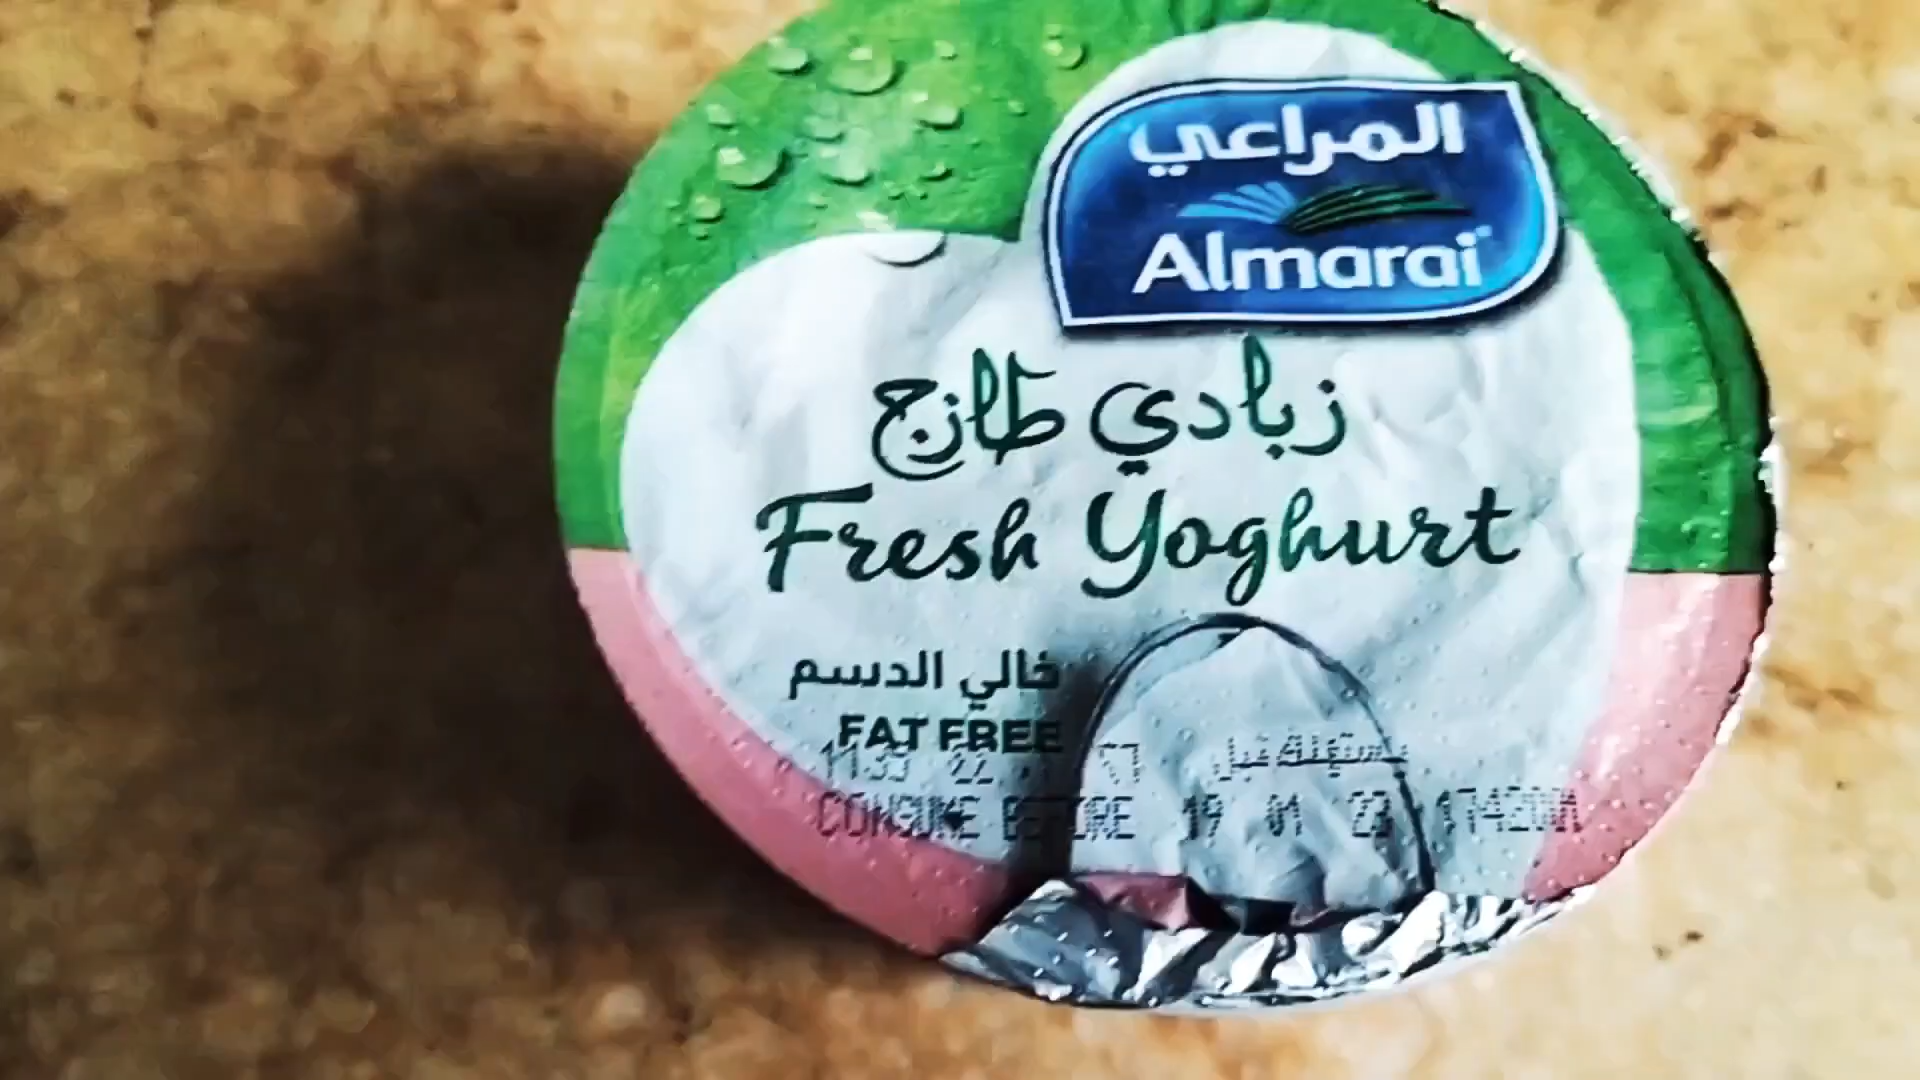 المراعي
Almarai
زبادي طازج
Fresh Yoghurt
خالي الدسم
FAT FREE
CONSUME BEFORE 19 01 23